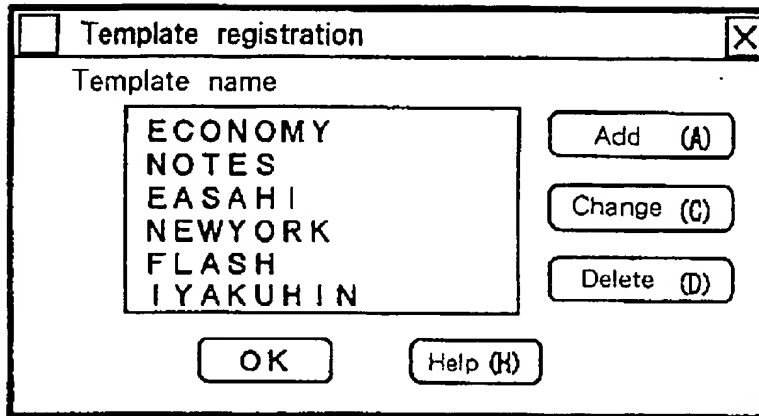 Template registration
Template name
ECONOMY
NOTES
EASAHI
NEWYORK
FLASH
IYAKUHIN
Add (A)
Change (C)
Delete (D)
OK
Help (H)